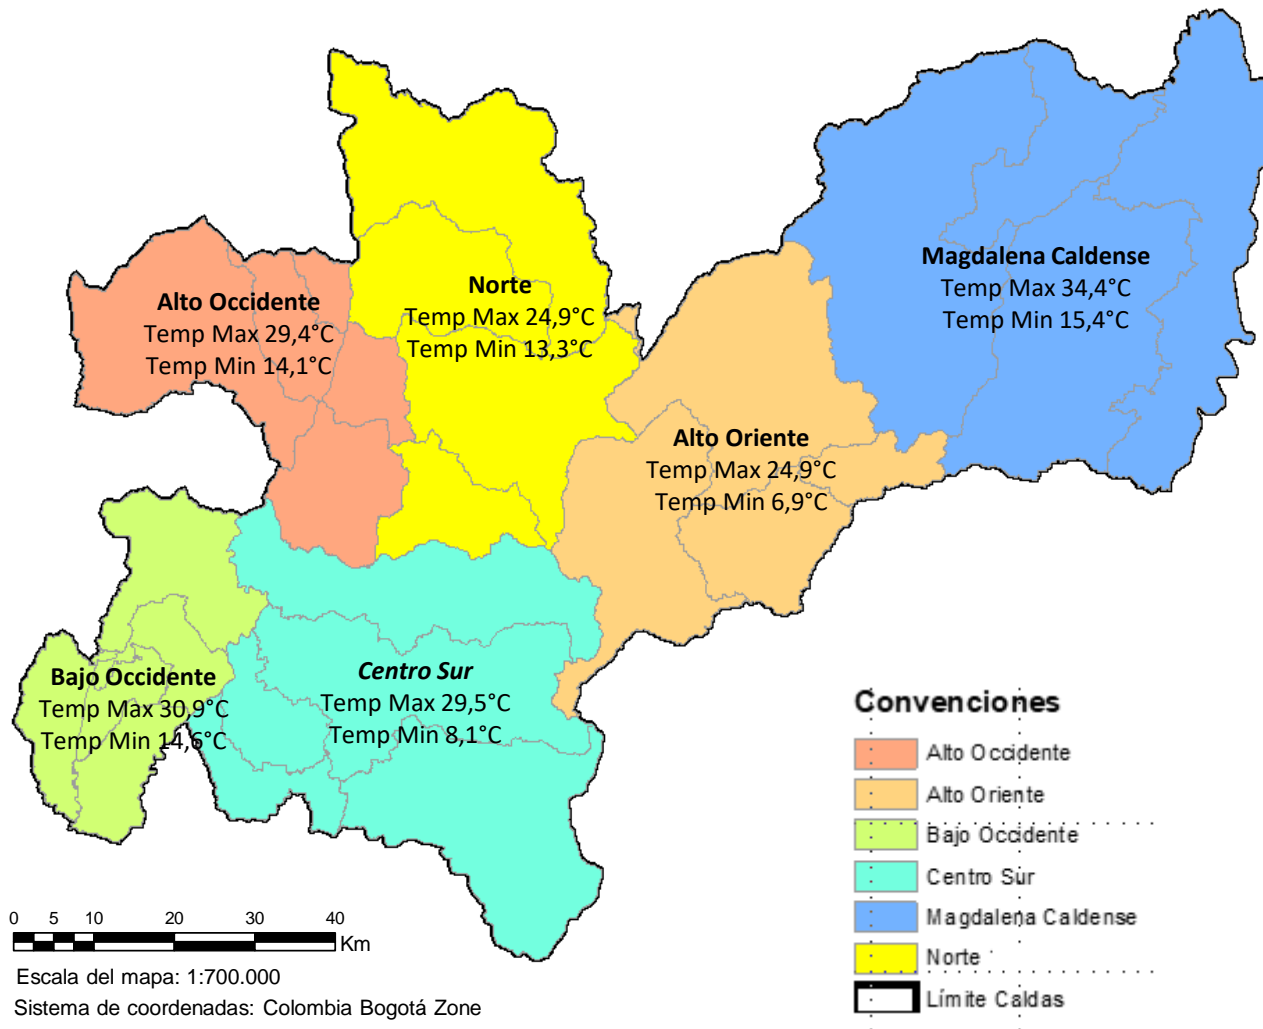 Magdalena Caldense
Temp Max 34,4°C
Temp Min 15,4°C
Norte
Temp Max 24,9°C
Temp Min 13,3°C
Alto Occidente
Temp Max 29,4°C
Temp Min 14,1°C
Alto Oriente
Temp Max 24,9°C
Temp Min 6,9°C
Bajo Occidente
Temp Max 30,9°C
Temp Min 14,6°C
Centro Sur
Temp Max 29,5°C
Temp Min 8,1°C
Convenciones
Alto Occidente
Alto Oriente
Bajo Occidente
Centro Sur
Magdalena Caldense
Norte
Límite Caldas
0 5 10 20 30 40
Km
Escala del mapa: 1:700.000
Sistema de coordenadas: Colombia Bogotá Zone